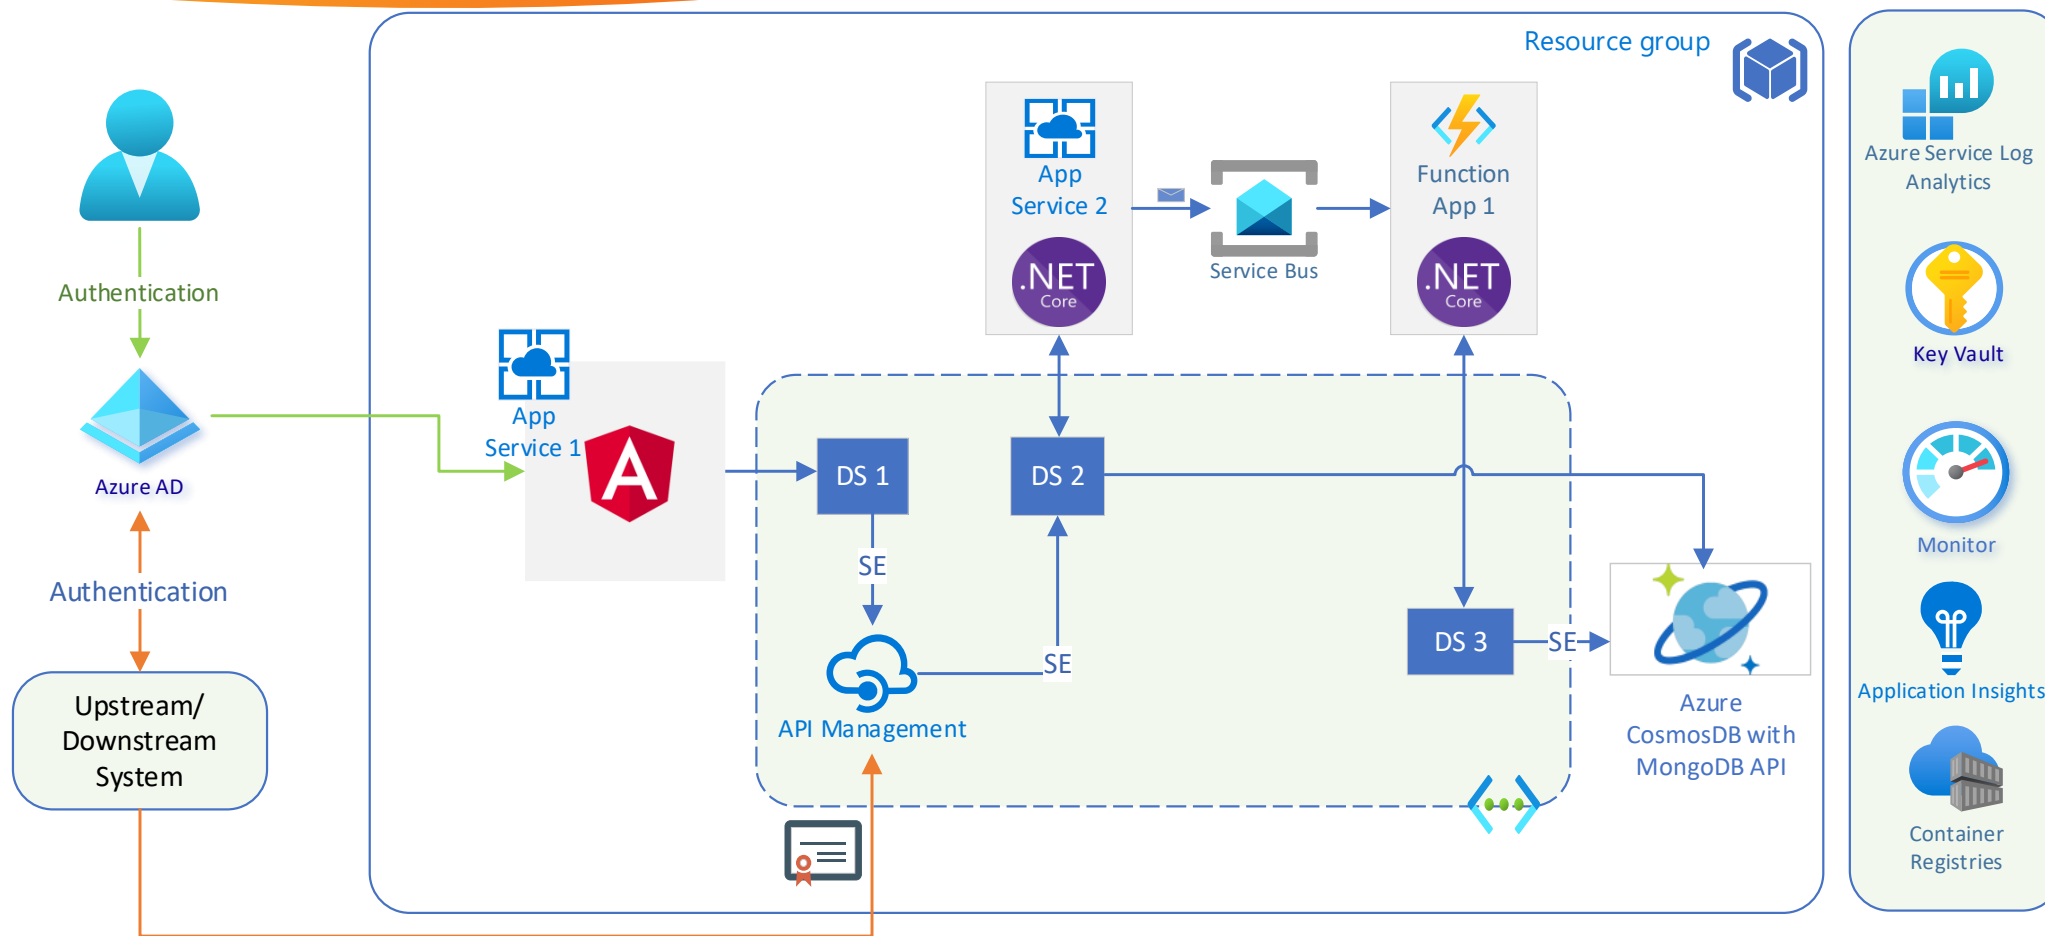 Resource group
Authentication
Azure AD
Authentication
Upstream/
Downstream
System
App
Service 1
A
DS 1
SE
API Management
SE
DS 2
App
Service 2
.NET
Core
Service Bus
Function
App 1
.NET
Core
DS 3
SE
Azure
CosmosDB with
MongoDB API
Azure Service Log
Analytics
Key Vault
Monitor
Application Insights
Container
Registries